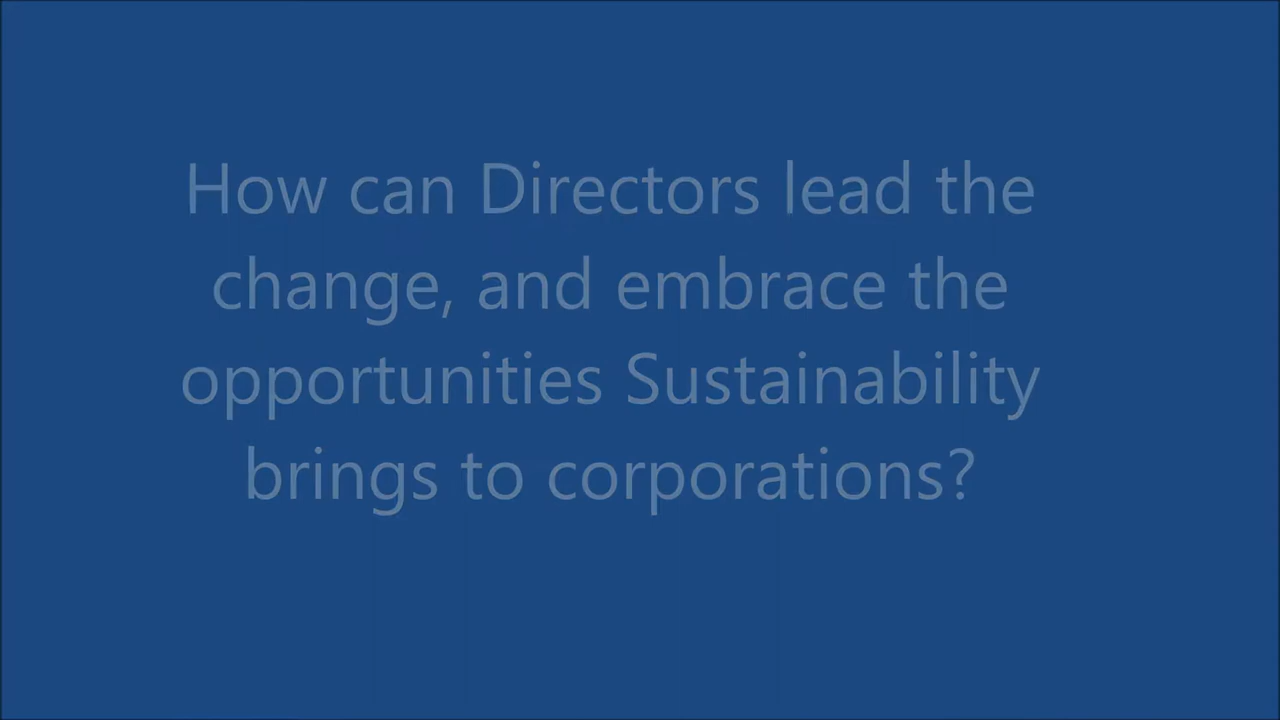 How can Directors lead the
change, and embrace the
opportunities Sustainability
brings to corporations?